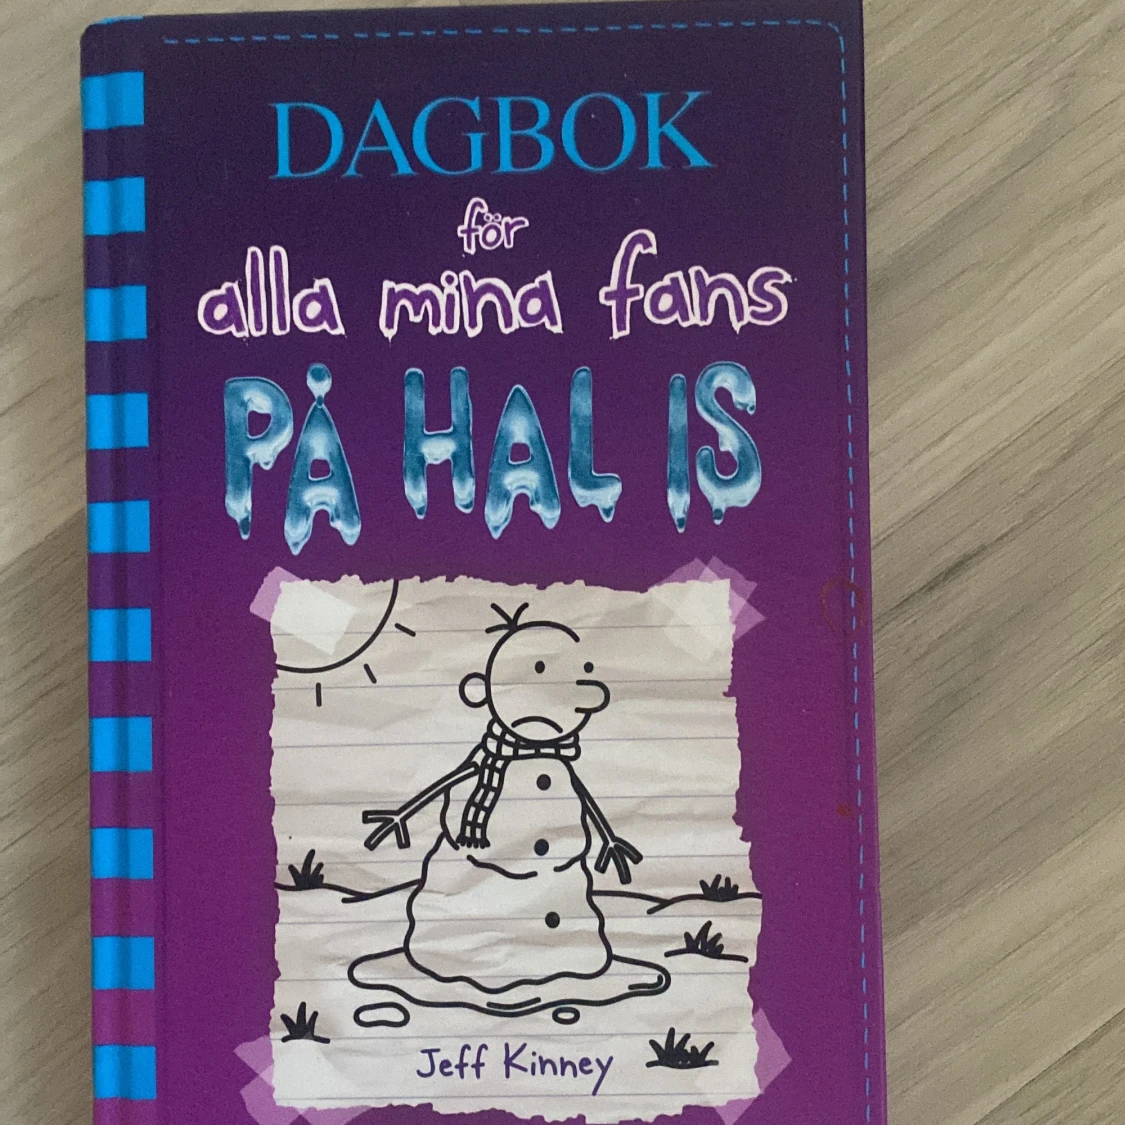 DAGBOK
för
alla mina fans
PÅ HAL IS
Jeff Kinney